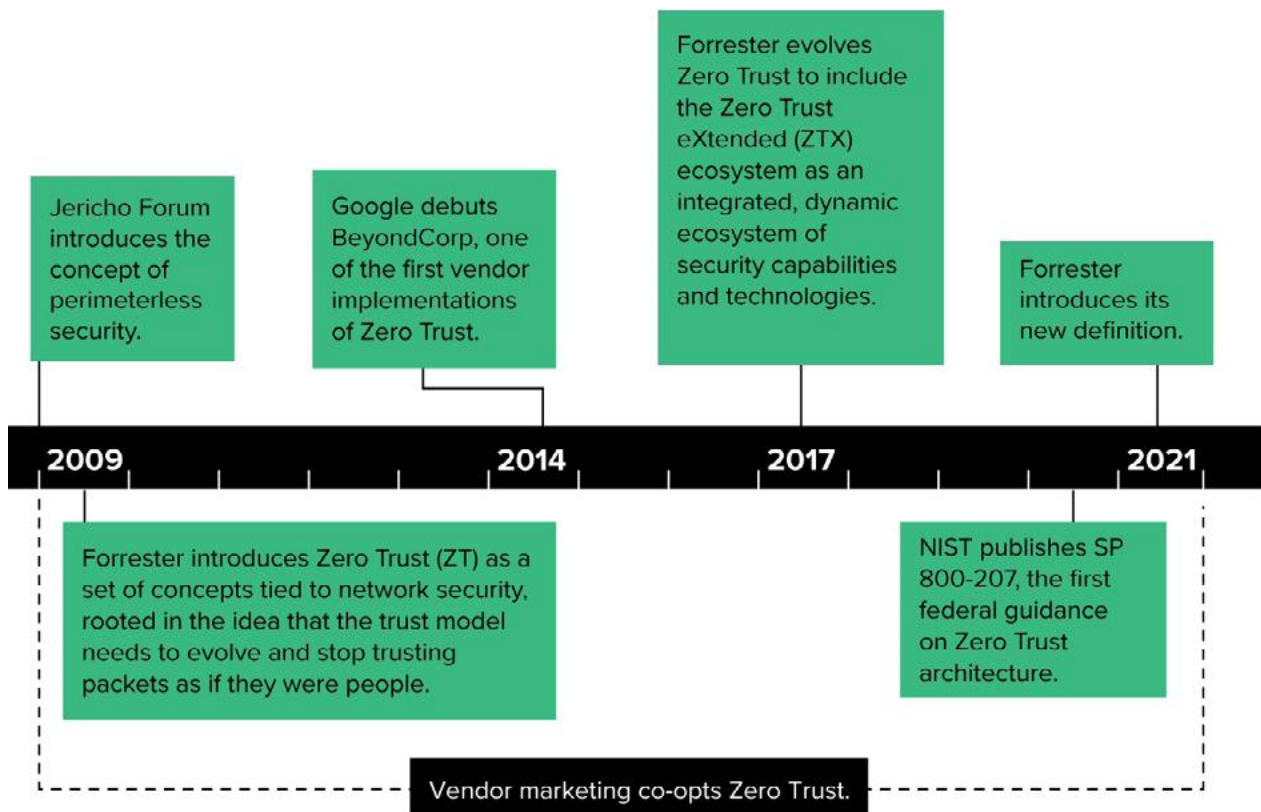 Jericho Forum
introduces the
concept of
perimeterless
security.
Google debuts
BeyondCorp, one
of the first vendor
implementations
of Zero Trust.
Forrester evolves
Zero Trust to include
the Zero Trust
eXtended (ZTX)
ecosystem as an
integrated, dynamic
ecosystem of
security capabilities
and technologies.
Forrester
introduces its
new definition.
2009
2014
2017
2021
Forrester introduces Zero Trust (ZT) as a
set of concepts tied to network security,
rooted in the idea that the trust model
needs to evolve and stop trusting
packets as if they were people.
NIST publishes SP
800-207, the first
federal guidance
on Zero Trust
architecture.
Vendor marketing co-opts Zero Trust.